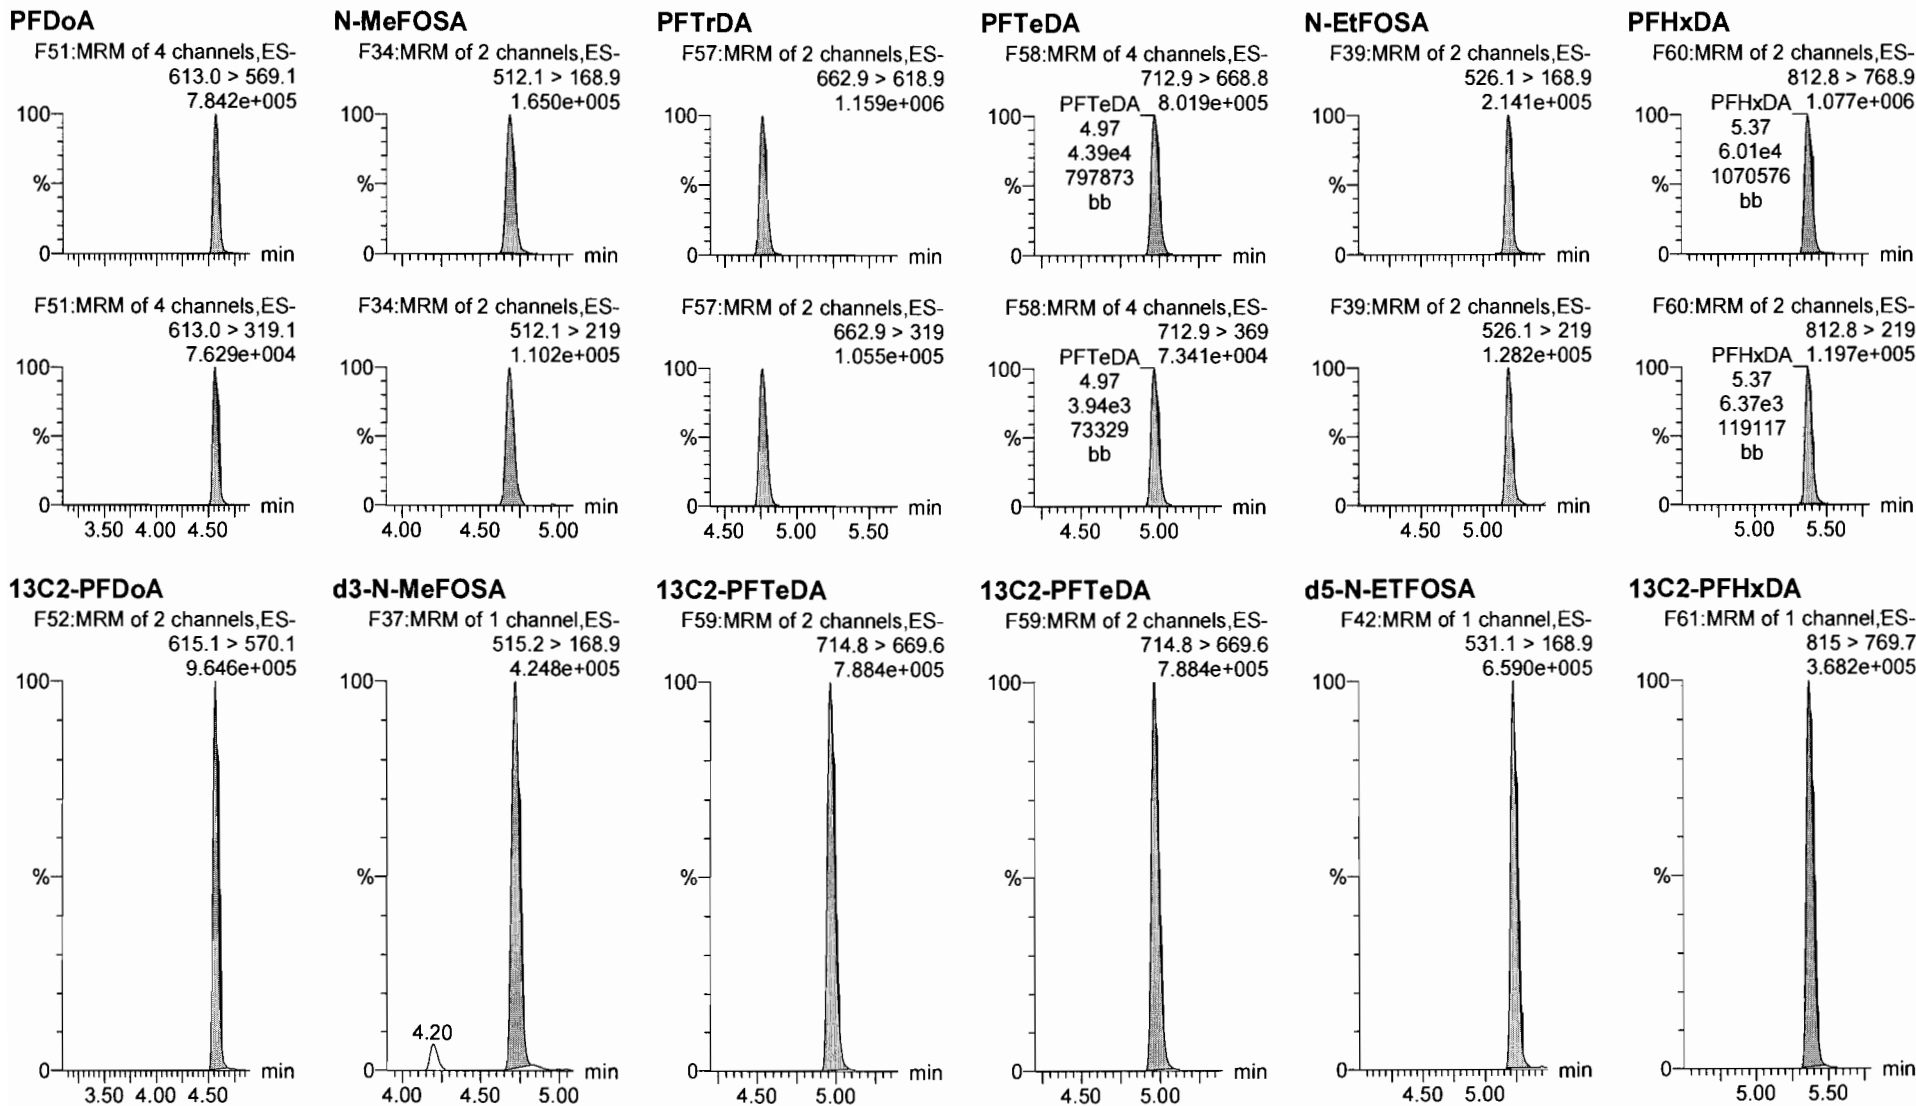 PFDoA
F51:MRM of 4 channels,ES-
613.0 > 569.1
7.842e+005
100
%
0
min
N-MeFOSA
F34:MRM of 2 channels,ES-
512.1 > 168.9
1.650e+005
100
%
0
min
PFTrDA
F57:MRM of 2 channels,ES-
662.9 > 618.9
1.159e+006
100
%
0
min
PFTeDA
F58:MRM of 4 channels,ES-
712.9 > 668.8
PFTeDA 8.019e+005
100
4.97
4.39e4
797873
bb
%
0
min
N-EtFOSA
F39:MRM of 2 channels,ES-
526.1 > 168.9
2.141e+005
100
%
0
min
PFHxDA
F60:MRM of 2 channels,ES-
812.8 > 768.9
PFHxDA 1.077e+006
100
5.37
6.01e4
1070576
bb
%
0
min
F51:MRM of 4 channels,ES-
613.0 > 319.1
7.629e+004
100
%
0
min
3.50 4.00 4.50
F34:MRM of 2 channels,ES-
512.1 > 219
1.102e+005
100
%
0
min
4.00 4.50 5.00
F57:MRM of 2 channels,ES-
662.9 > 319
1.055e+005
100
%
0
min
4.50 5.00 5.50
F58:MRM of 4 channels,ES-
712.9 > 369
PFTeDA 7.341e+004
100
4.97
3.94e3
73329
bb
%
0
min
4.50 5.00
F39:MRM of 2 channels,ES-
526.1 > 219
1.282e+005
100
%
0
min
4.50 5.00
F60:MRM of 2 channels,ES-
812.8 > 219
PFHxDA 1.197e+005
100
5.37
6.37e3
119117
bb
%
0
min
5.00 5.50
13C2-PFDoA
F52:MRM of 2 channels,ES-
615.1 > 570.1
9.646e+005
100
%
0
min
3.50 4.00 4.50
d3-N-MeFOSA
F37:MRM of 1 channel,ES-
515.2 > 168.9
4.248e+005
100
%
4.20
0
min
4.00 4.50 5.00
13C2-PFTeDA
F59:MRM of 2 channels,ES-
714.8 > 669.6
7.884e+005
100
%
0
min
4.50 5.00
13C2-PFTeDA
F59:MRM of 2 channels,ES-
714.8 > 669.6
7.884e+005
100
%
0
min
4.50 5.00
d5-N-ETFOSA
F42:MRM of 1 channel,ES-
531.1 > 168.9
6.590e+005
100
%
0
min
4.50 5.00
13C2-PFHxDA
F61:MRM of 1 channel,ES-
815 > 769.7
3.682e+005
100
%
0
min
5.00 5.50